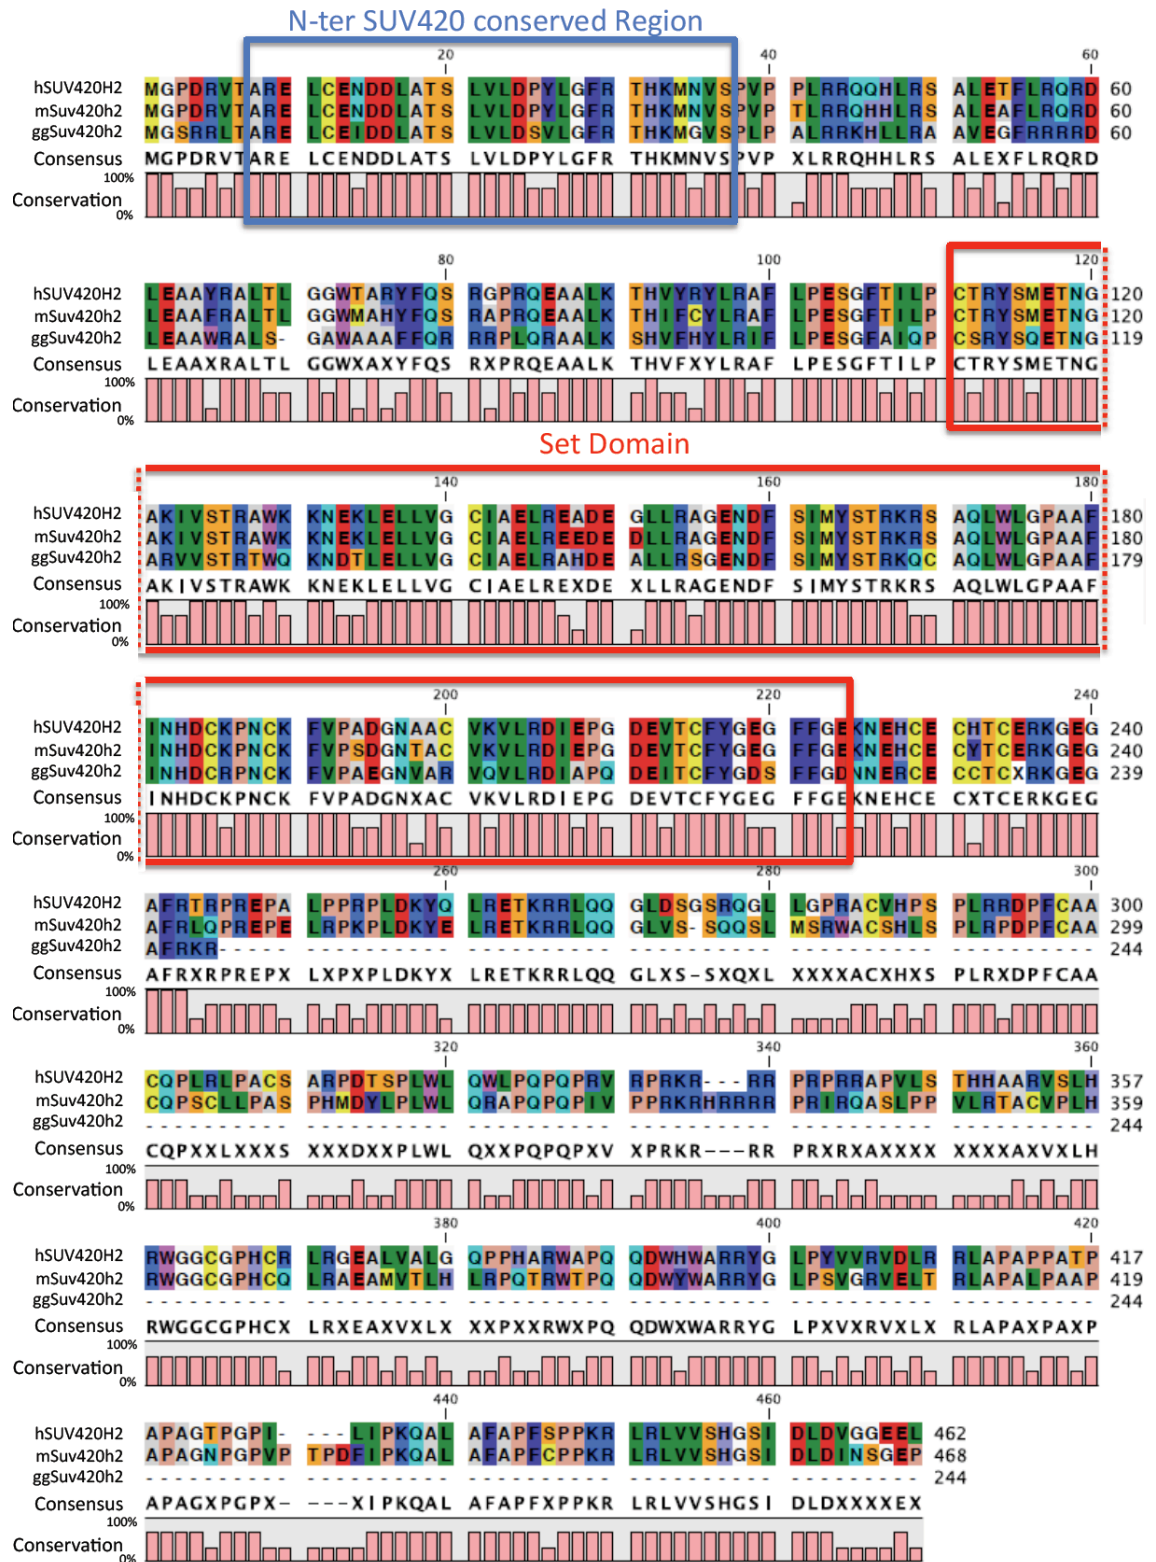 N-ter SUV420 conserved Region
20 40 60
hSUV420H2 MGPDRVTARE LCENDDLATS LVLDPYLGFR THKMNVSPVP PLRRQQHLRS ALETFLRQRD 60
mSuv420h2 MGPDRVTARE LCENDDLATS LVLDPYLGFR THKMNVSPVP TLRRQHHLRS ALEAFLRQRD 60
ggSuv420h2 MGSRRLTARE LCEIDDLATS LVLDSVLGFR THKMGVSPLP ALRRKHLLRA AVEGFRRRRD 60
Consensus MGPDRVTARE LCENDDLATS LVLDPYLGFR THKMNVSPVP XLRRQHHLRS ALEXFLRQRD
100%
Conservation
0%
80 100 120
hSUV420H2 LEAAYRALTL GGWTARYFQS RGPRQEAALK THVYRYLRAF LPESGFTILP CTRYSMETNG 120
mSuv420h2 LEAAFRALTL GGWMAHYFQS RAPRQEAALK THIFCYLRAF LPESGFTILP CTRYSMETNG 120
ggSuv420h2 LEAAWRALS- GAWAAAFFQR RRPLQRAALK SHVFHYLRIF LPESGFAIQP CSRYSQETNG 119
Consensus LEAAXRALTL GGWXAXYFQS RXPRQEAALK THVFXYLRAF LPESGFTILP CTRYSMETNG
100%
Conservation
0%
Set Domain
140 160 180
hSUV420H2 AKIVSTRAWK KNEKLELLVG CIAELREADE GLLRAGENDF SIMYSTRKRS AQLWLGPAAF 180
mSuv420h2 AKIVSTRAWK KNEKLELLVG CIAELREEDE DLLRAGENDF SIMYSTRKRS AQLWLGPAAF 180
ggSuv420h2 ARVVSTRTWQ KNDTLELLVG CIAELRAHDE ALLRSGENDF SIMYSTRKQC AQLWLGPAAF 179
Consensus AKIVSTRAWK KNEKLELLVG CIAELREXDE XLLRAGENDF SIMYSTRKRS AQLWLGPAAF
100%
Conservation
0%
200 220 240
hSUV420H2 INHDCKPNCK FVPADGNAAC VKVLRDIEPG DEVTCFYGEG FFGEKNEHCE CHTCERKGEG 240
mSuv420h2 INHDCKPNCK FVPSDGNTAC VKVLRDIEPG DEVTCFYGEG FFGEKNEHCE CYTCERKGEG 240
ggSuv420h2 INHDCRPNCK FVPAEGNVAR VQVLRDIAPQ DEITCFYGDS FFGDNNERCE CCTCXRKGEG 239
Consensus INHDCKPNCK FVPADGNXAC VKVLRDIEPG DEVTCFYGEG FFGEKNEHCE CXTCERKGEG
100%
Conservation
0%
260 280 300
hSUV420H2 AFRTRPREPA LPPRPLDKYQ LRETKRRLQQ GLDSGSRQGL LGPRACVHPS PLRRDPFCAA 300
mSuv420h2 AFRLQPREPE LRPKPLDKYE LRETKRRLQQ GLVS-SQQSL MSRWACSHLS PLRPDPFCAA 299
ggSuv420h2 AFRKR----- ---------- ---------- ---------- ---------- ---------- 244
Consensus AFRXRPREPX LXPXPLDKYX LRETKRRLQQ GLXS-SXQXL XXXXACXHXS PLRXDPFCAA
100%
Conservation
0%
320 340 360
hSUV420H2 CQPLRLPACS ARPDTSPLWL QWLPQPQPRV RPRKR---RR PRPRRAPVLS THHAARVSLH 357
mSuv420h2 CQPSCLLPAS PHMDYLPLWL QRAPQPQPIV PPRKRHRRRR PRIRQASLPP VLRTACVPLH 359
ggSuv420h2 ---------- ---------- ---------- ---------- ---------- ---------- 244
Consensus CQPXXLXXXS XXXDXXPLWL QXXPQPQPXV XPRKR---RR PRXRXAXXXX XXXXAXVXLH
100%
Conservation
0%
380 400 420
hSUV420H2 RWGGCGPHCR LRGEALVALG QPPHARWAPQ QDWHWARRYG LPYVVRVDLR RLAPAPPATP 417
mSuv420h2 RWGGCGPHCQ LRAEAMVTLH LRPQTRWTPQ QDWYWARRYG LPSVGRVELT RLAPALPAAP 419
ggSuv420h2 ---------- ---------- ---------- ---------- ---------- ---------- 244
Consensus RWGGCGPHCX LRXEAXVXLX XXPXXRWXPQ QDWXWARRYG LPXVXRVXLX RLAPAXPAXP
100%
Conservation
0%
440 460
hSUV420H2 APAGTPGPI- ---LIPKQAL AFAPFSPPKR LRLVVSHGSI DLDVGGEEL 462
mSuv420h2 APAGNPGPVP TPDFIPKQAL AFAPFCPPKR LRLVVSHGSI DLDINSGEP 468
ggSuv420h2 ---------- ---------- ---------- ---------- --------- 244
Consensus APAGXPGPX- ---XIPKQAL AFAPFXPPKR LRLVVSHGSI DLDXXXXEX
100%
Conservation
0%